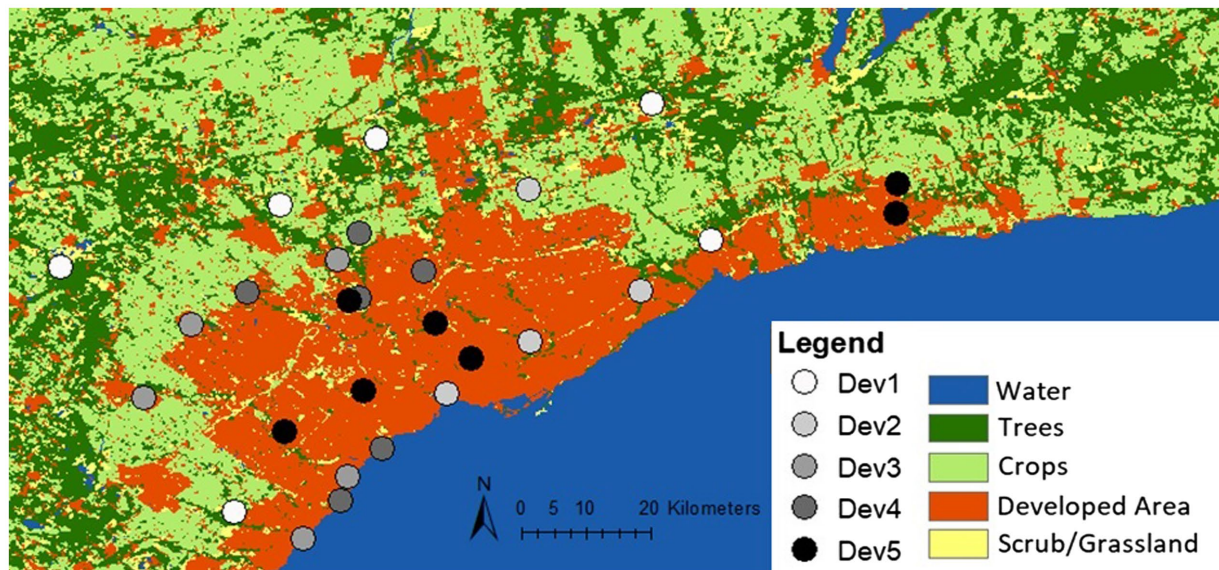 Legend
Dev1
Dev2
Dev3
Dev4
Dev5
Water
Trees
Crops
Developed Area
Scrub/Grassland
N
0 5 10 20 Kilometers